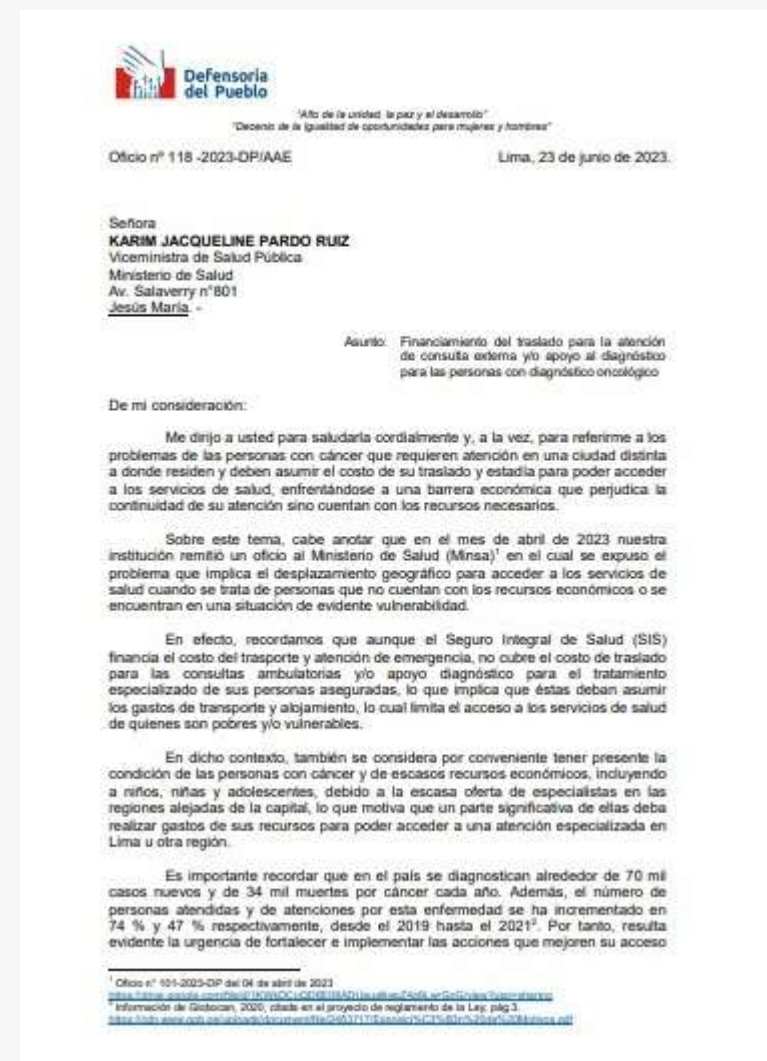 Defensoría
del Pueblo
"Año de la unidad, la paz y el desarrollo"
"Decenio de la Igualdad de oportunidades para mujeres y hombres"
Oficio nº 118 -2023-DP/AAE Lima, 23 de junio de 2023.
Señora
KARIM JACQUELINE PARDO RUIZ
Viceministra de Salud Pública
Ministerio de Salud
Av. Salaverry n°801
Jesús María. -
Asunto: Financiamiento del traslado para la atención
de consulta externa y/o apoyo al diagnóstico
para las personas con diagnóstico oncológico
De mi consideración:
Me dirijo a usted para saludarla cordialmente y, a la vez, para referirme a los
problemas de las personas con cáncer que requieren atención en una ciudad distinta
a donde residen y deben asumir el costo de su traslado y estadía para poder acceder
a los servicios de salud, enfrentándose a una barrera económica que perjudica la
continuidad de su atención sino cuentan con los recursos necesarios.
Sobre este tema, cabe anotar que en el mes de abril de 2023 nuestra
institución remitió un oficio al Ministerio de Salud (Minsa)¹ en el cual se expuso el
problema que implica el desplazamiento geográfico para acceder a los servicios de
salud cuando se trata de personas que no cuentan con los recursos económicos o se
encuentran en una situación de evidente vulnerabilidad.
En efecto, recordamos que aunque el Seguro Integral de Salud (SIS)
financia el costo del trasporte y atención de emergencia, no cubre el costo de traslado
para las consultas ambulatorias y/o apoyo diagnóstico para el tratamiento
especializado de sus personas aseguradas, lo que implica que éstas deban asumir
los gastos de transporte y alojamiento, lo cual limita el acceso a los servicios de salud
de quienes son pobres y/o vulnerables.
En dicho contexto, también se considera por conveniente tener presente la
condición de las personas con cáncer y de escasos recursos económicos, incluyendo
a niños, niñas y adolescentes, debido a la escasa oferta de especialistas en las
regiones alejadas de la capital, lo que motiva que un parte significativa de ellas deba
realizar gastos de sus recursos para poder acceder a una atención especializada en
Lima u otra región.
Es importante recordar que en el país se diagnostican alrededor de 70 mil
casos nuevos y de 34 mil muertes por cáncer cada año. Además, el número de
personas atendidas y de atenciones por esta enfermedad se ha incrementado en
74 % y 47 % respectivamente, desde el 2019 hasta el 2021². Por tanto, resulta
evidente la urgencia de fortalecer e implementar las acciones que mejoren su acceso
¹ Oficio n° 101-2023-DP del 04 de abril de 2023
² Información de Globocan, 2020, citada en el proyecto de reglamento de la Ley, pág.3.